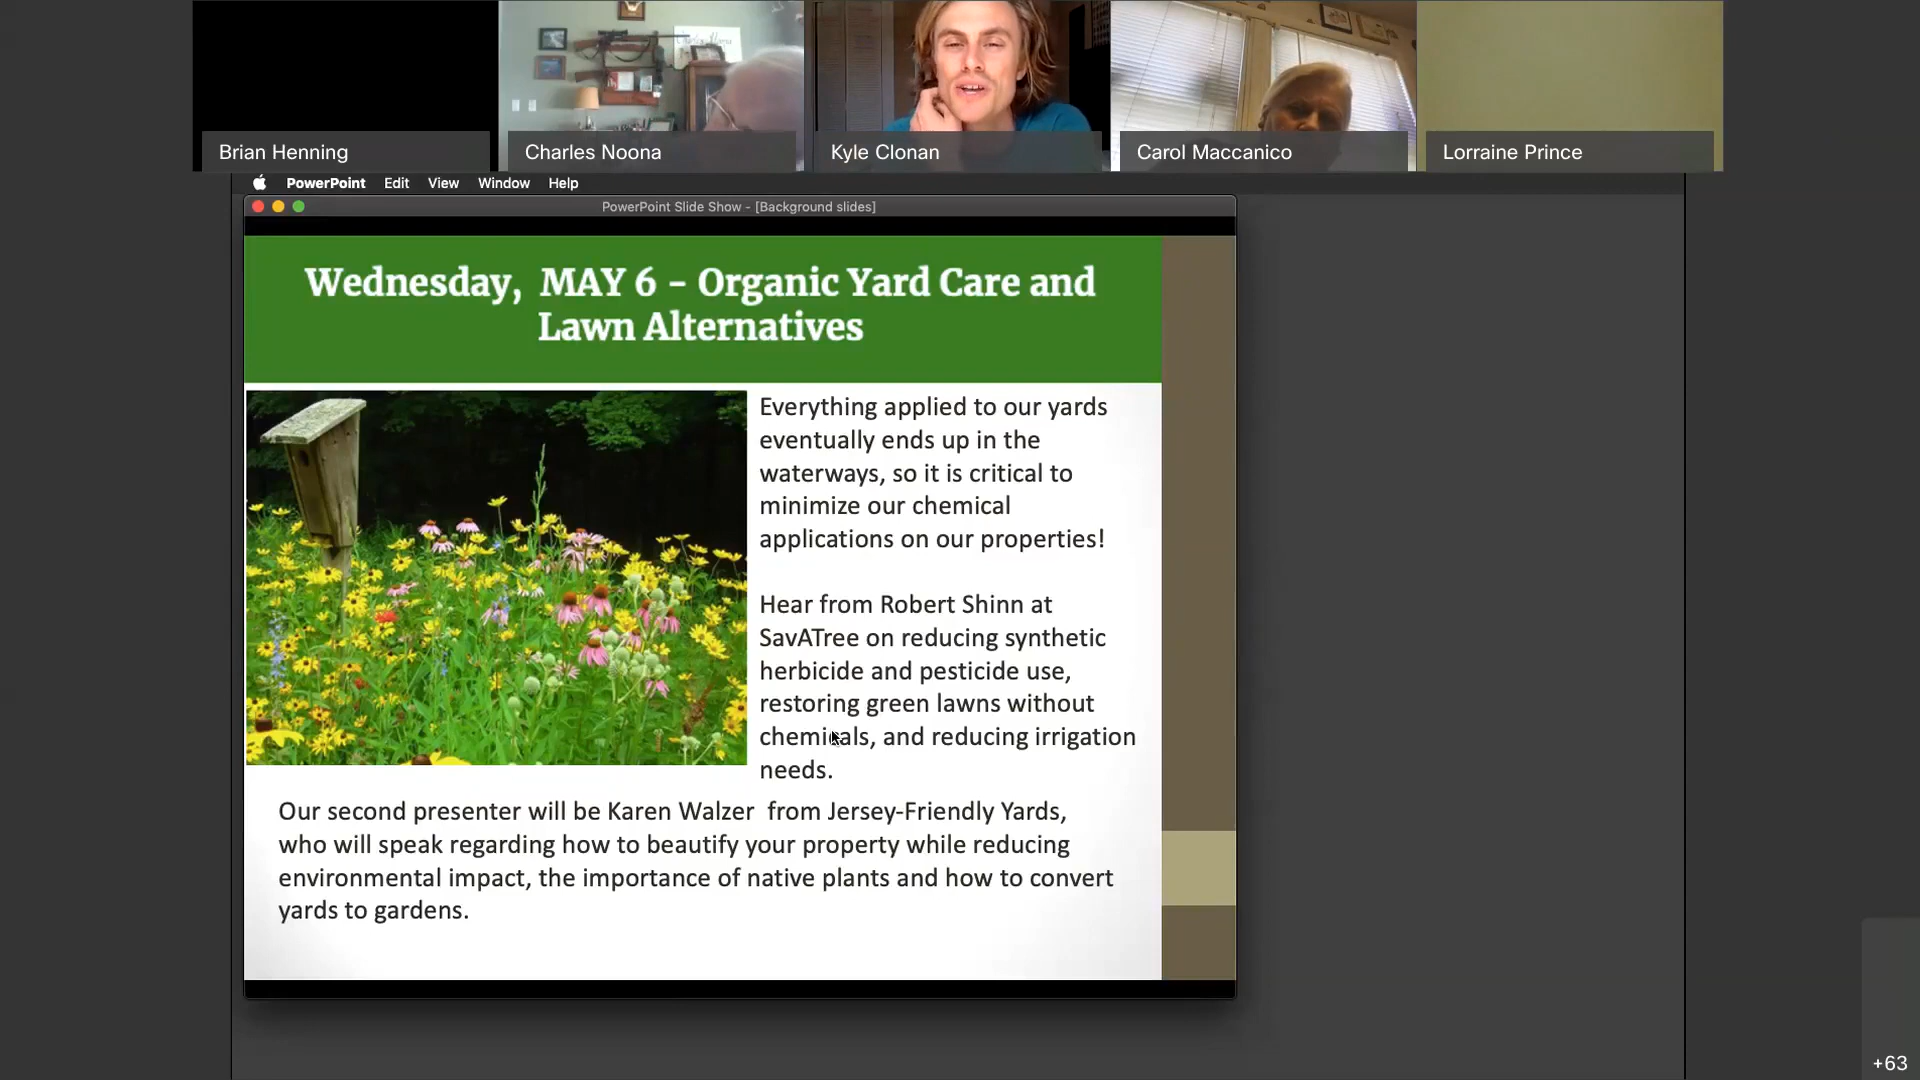 Brian Henning
Charles Noona
Kyle Clonan
Carol Maccanico
Lorraine Prince
PowerPoint Edit View Window Help
PowerPoint Slide Show - [Background slides]
Wednesday, MAY 6 - Organic Yard Care and
Lawn Alternatives
Everything applied to our yards
eventually ends up in the
waterways, so it is critical to
minimize our chemical
applications on our properties!
Hear from Robert Shinn at
SavATree on reducing synthetic
herbicide and pesticide use,
restoring green lawns without
chemicals, and reducing irrigation
needs.
Our second presenter will be Karen Walzer from Jersey-Friendly Yards,
who will speak regarding how to beautify your property while reducing
environmental impact, the importance of native plants and how to convert
yards to gardens.
+63